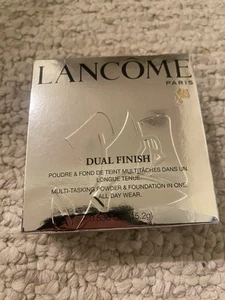 LANCÔME
PARIS
DUAL FINISH
POUDRE & FOND DE TEINT MULTITÂCHES DANS UN.
LONGUE TENUE.
MULTI-TASKING POWDER & FOUNDATION IN ONE.
ALL DAY WEAR.